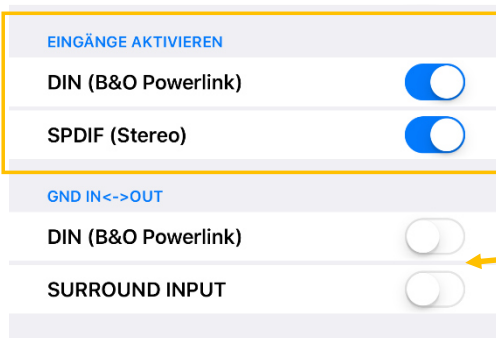 EINGÄNGE AKTIVIEREN
DIN (B&O Powerlink)
SPDIF (Stereo)
GND IN<->OUT
DIN (B&O Powerlink)
SURROUND INPUT